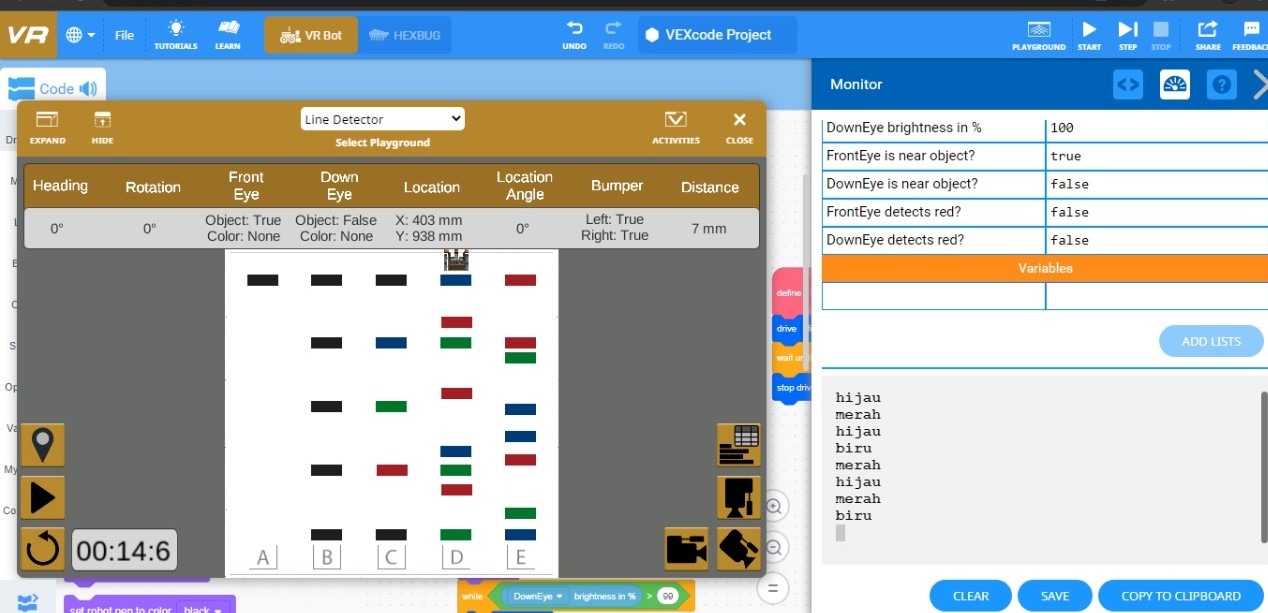 VR
File
TUTORIALS
LEARN
VR Bot
HEXBUG
UNDO
REDO
VEXcode Project
PLAYGROUND
START
STEP
STOP
SHARE
FEEDBAC
Code
Monitor
EXPAND
HIDE
Line Detector
Select Playground
ACTIVITIES
CLOSE
Heading
Rotation
Front Eye
Down Eye
Location
Location Angle
Bumper
Distance
0°
0°
Object: True
Color: None
Object: False
Color: None
X: 403 mm
Y: 938 mm
0°
Left: True
Right: True
7 mm
A
B
C
D
E
00:14:6
define
drive
wait un
stop driv
while DownEye brightness in % > 99
set robot pen to color black
DownEye brightness in % 100
FrontEye is near object? true
DownEye is near object? false
FrontEye detects red? false
DownEye detects red? false
Variables
ADD LISTS
hijau
merah
hijau
biru
merah
hijau
merah
biru
CLEAR
SAVE
COPY TO CLIPBOARD